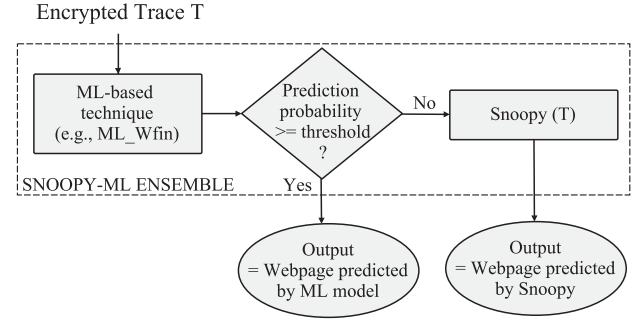 Encrypted Trace T
ML-based
technique
(e.g., ML_Wfin)
Prediction
probability
>= threshold
?
No
Snoopy (T)
SNOOPY-ML ENSEMBLE
Yes
Output
= Webpage predicted
by ML model
Output
= Webpage predicted
by Snoopy